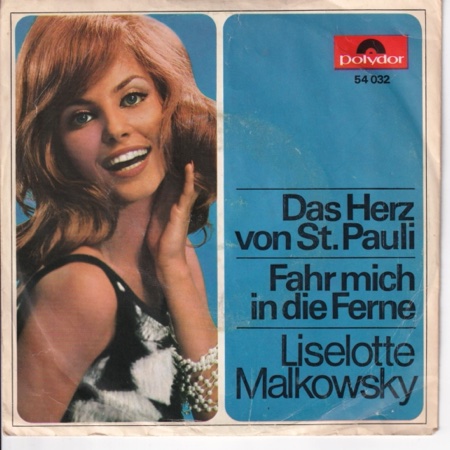 polydor
54 032
Das Herz
von St. Pauli
Fahr mich
in die Ferne
Liselotte
Malkowsky